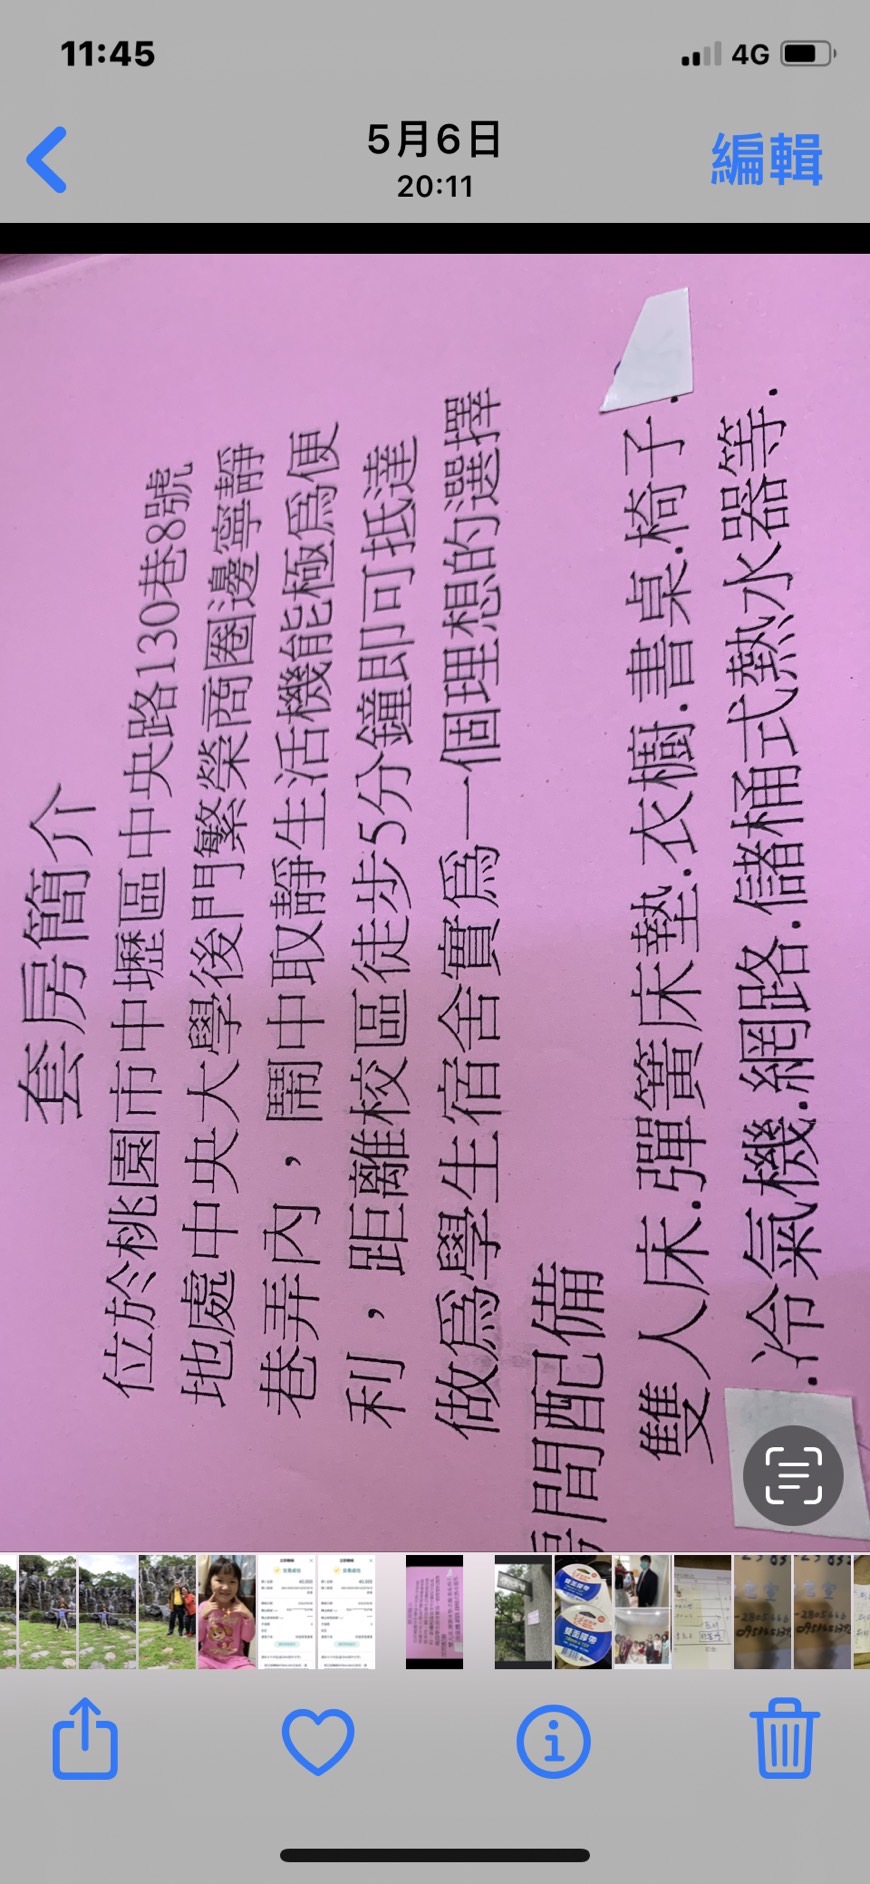 11:45
4G
5月6日
20:11
編輯
套房簡介
位於桃園市中壢區中央路130巷8號
地處中央大學後門繁榮商圈邊寧靜
巷弄內，鬧中取靜生活機能極為便
利，距離校區徒步5分鐘即可抵達
做為學生宿舍實為一個理想的選擇
間配備
雙人床.彈簧床墊.衣櫥.書桌.椅子.
.冷氣機.網路.儲桶式熱水器等.